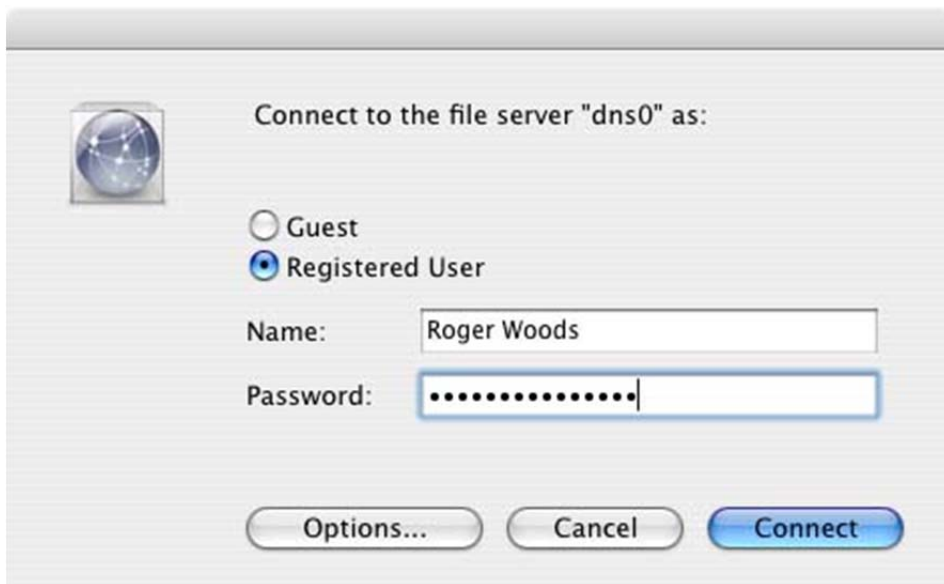 Connect to the file server "dns0" as:
Guest
Registered User
Name: Roger Woods
Password: •••••••••••••••
Options... Cancel Connect